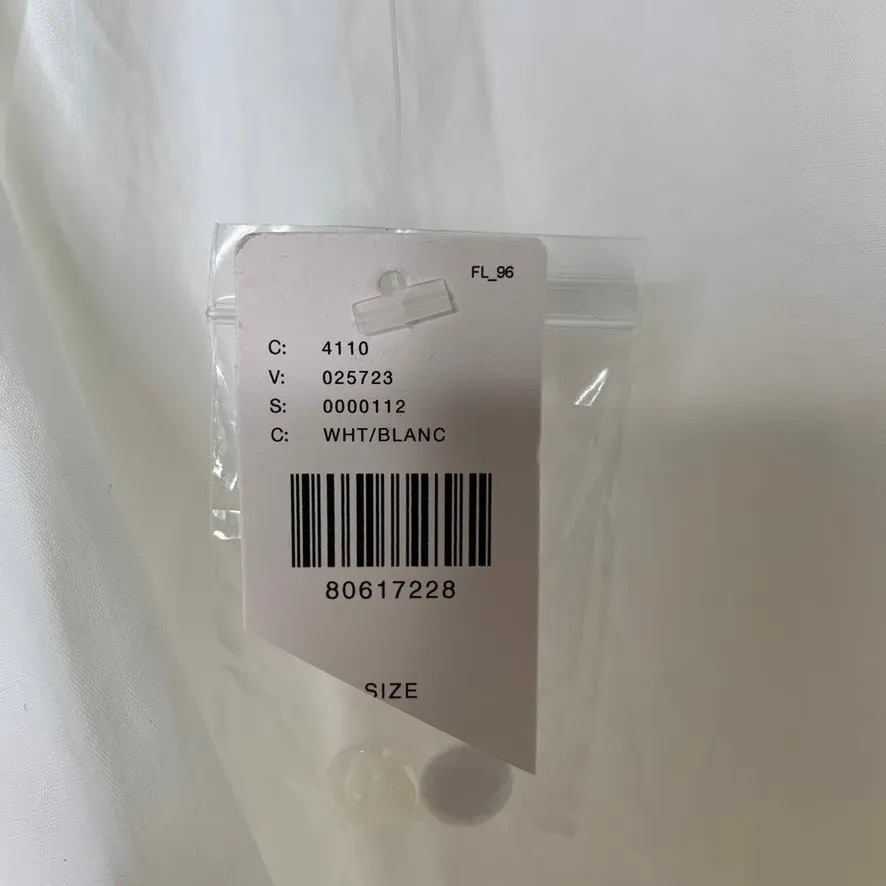 FL_96
C: 4110
V: 025723
S: 0000112
C: WHT/BLANC
80617228
SIZE